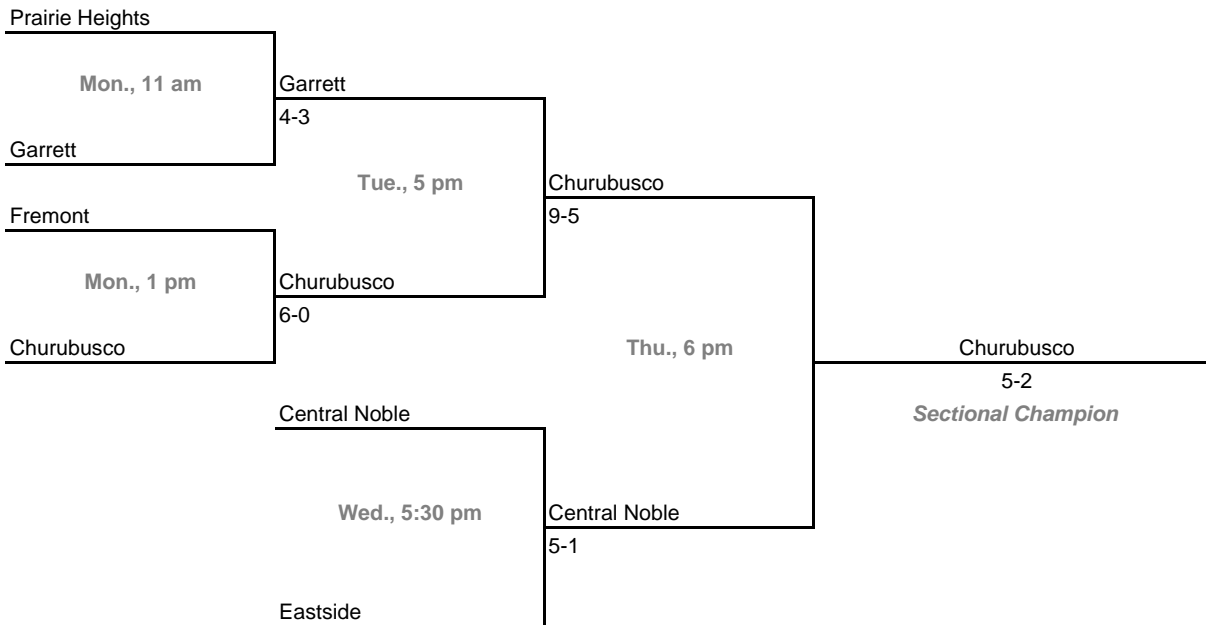 Prairie Heights
Mon., 11 am
Garrett
4-3
Garrett
Tue., 5 pm
Churubusco
9-5
Fremont
Mon., 1 pm
Churubusco
6-0
Churubusco
Thu., 6 pm
Churubusco
5-2
Sectional Champion
Central Noble
Wed., 5:30 pm
Central Noble
5-1
Eastside